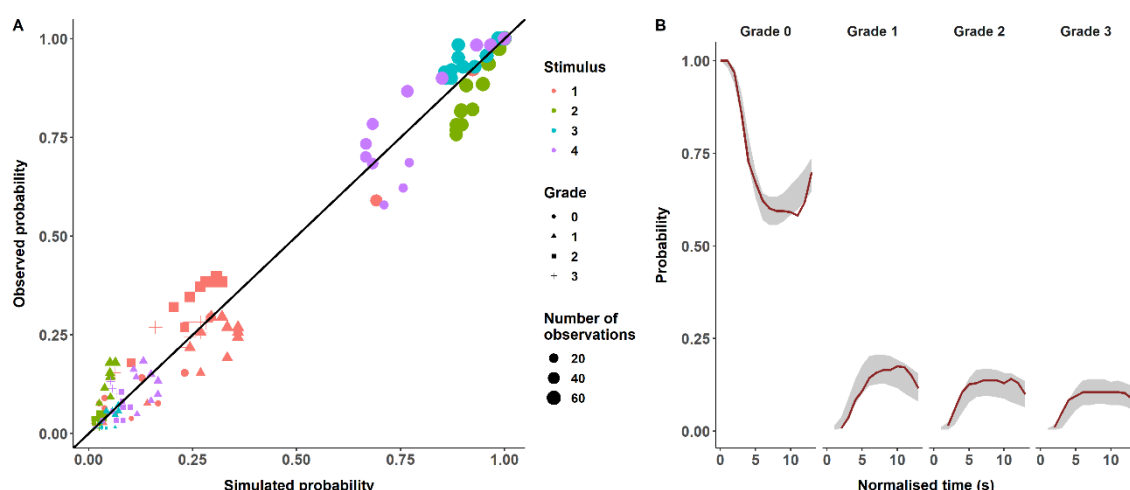 A
Observed probability
1.00
0.75
0.50
0.25
0.00
0.00 0.25 0.50 0.75 1.00
Simulated probability
Stimulus
1
2
3
4
Grade
0
1
2
3
Number of
observations
20
40
60
B
Grade 0 Grade 1 Grade 2 Grade 3
Probability
1.00
0.75
0.50
0.25
0.00
0 5 10 0 5 10 0 5 10 0 5 10
Normalised time (s)